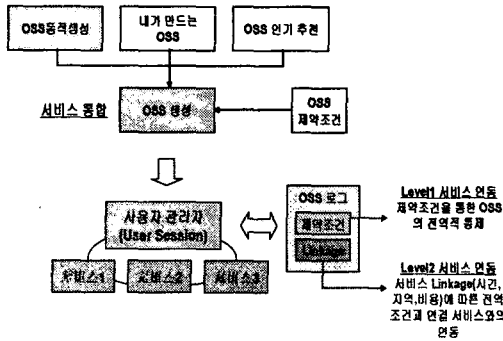 OSS동적생성
내가 만드는
OSS
OSS 인기 추천
서비스 통합
OSS 생성
OSS
제약조건
사용자 관리자
(User Session)
서비스1
서비스2
서비스3
OSS 로그
제약조건
Linkage
Level1 서비스 연동
제약조건을 통한 OSS
의 전역적 통제
Level2 서비스 연동
서비스 Linkage(시간,
지역,비용)에 따른 전역
조건과 연결 서비스와의
연동